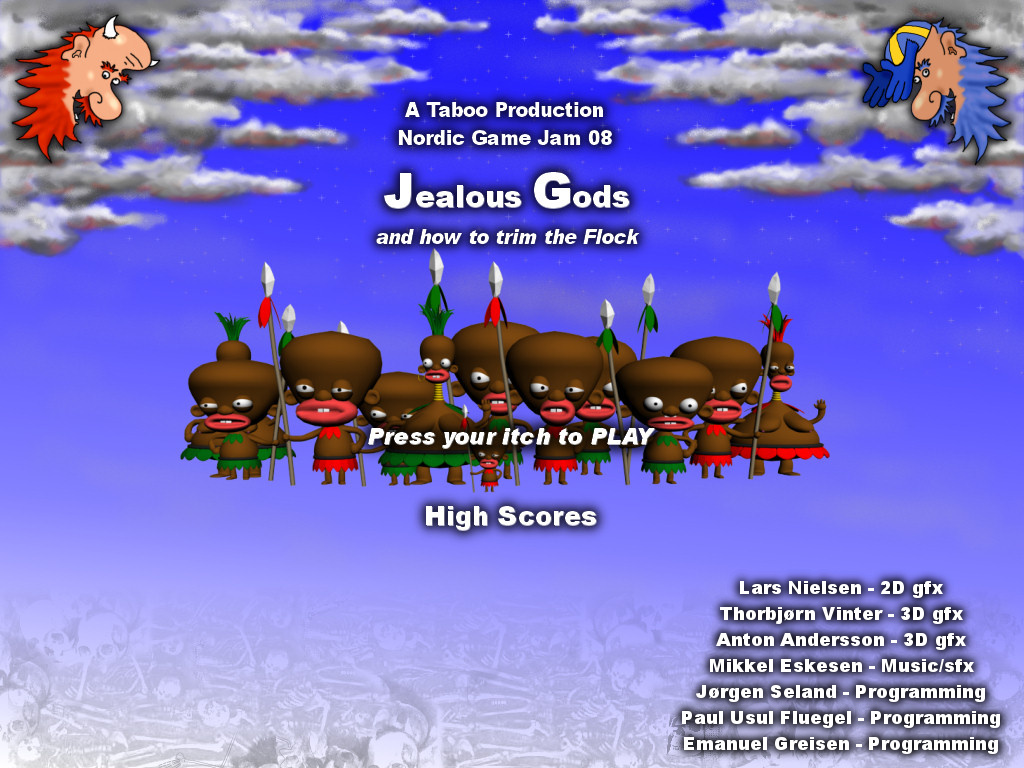 A Taboo Production
Nordic Game Jam 08
Jealous Gods
and how to trim the Flock
Press your itch to PLAY
High Scores
Lars Nielsen - 2D gfx
Thorbjørn Vinter - 3D gfx
Anton Andersson - 3D gfx
Mikkel Eskesen - Music/sfx
Jørgen Seland - Programming
Paul Usul Fluegel - Programming
Emanuel Greisen - Programming